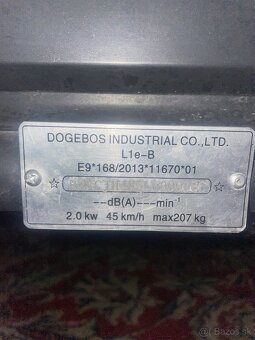 DOGEBOS INDUSTRIAL CO.,LTD.
L1e-B
E9*168/2013*11670*01
--dB(A)---min⁻¹
2.0 kw 45 km/h max207 kg
bazos.sk